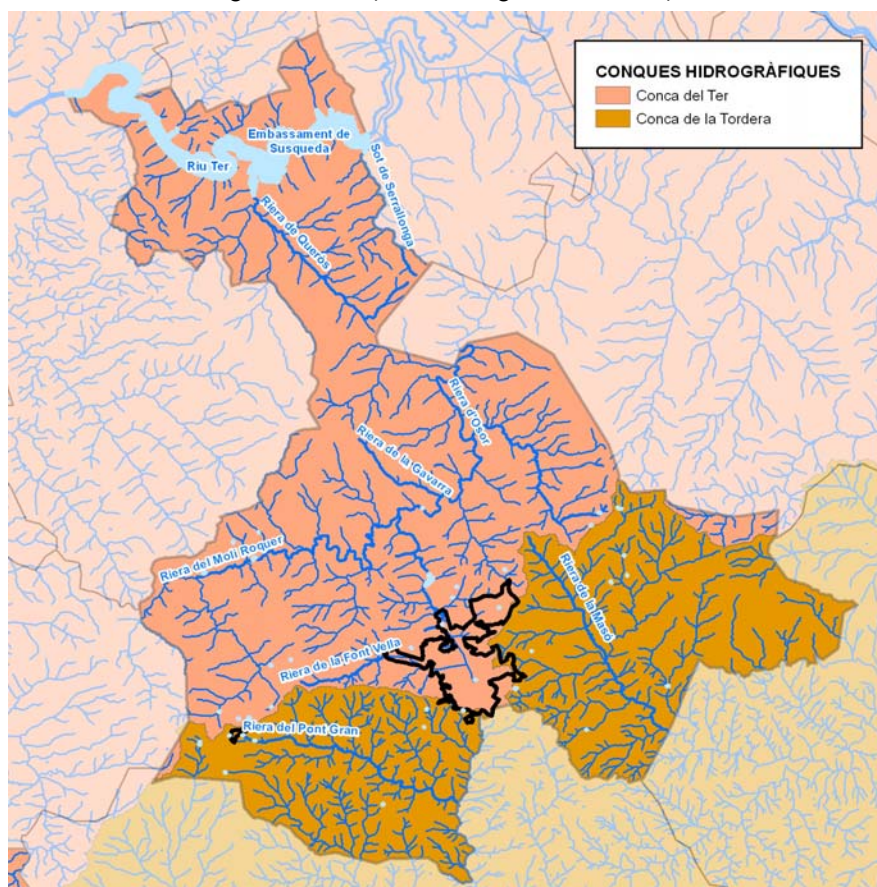 CONQUES HIDROGRÀFIQUES
Conca del Ter
Conca de la Tordera
Embassament de
Susqueda
Riu Ter
Sot de Serrallonga
Riera de Querós
Riera d'Osor
Riera de la Gavarra
Riera del Molí Roquer
Riera de la Masó
Riera de la Font Vella
Riera del Pont Gran